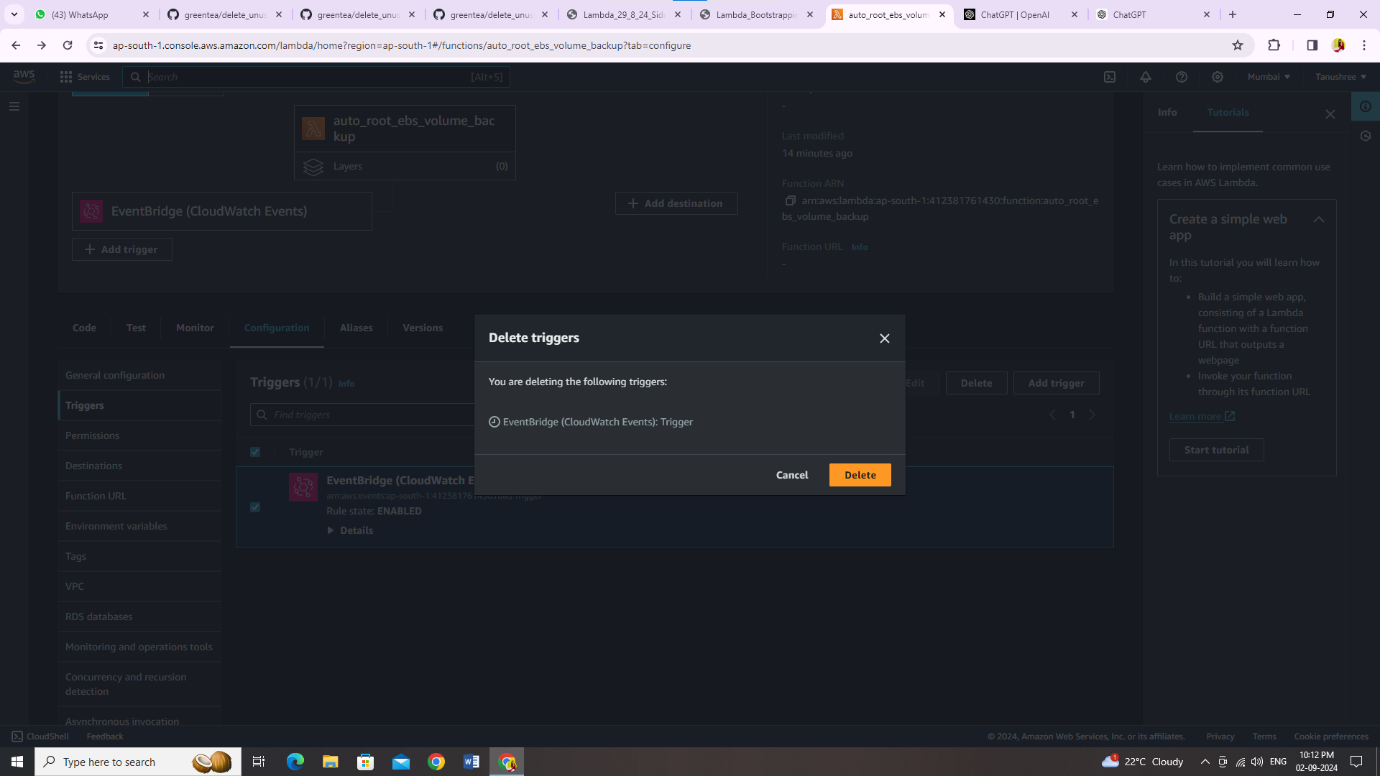 (43) WhatsApp
greentea/delete_unus
greentea/delete_unus
greentea/delete_unus
Lambda_29_8_24_Sid
Lambda_Bootstrappin
auto_root_ebs_volum
ChatGPT | OpenAI
ChatGPT
ap-south-1.console.aws.amazon.com/lambda/home?region=ap-south-1#/functions/auto_root_ebs_volume_backup?tab=configure
aws
Services
Search
[Alt+S]
Mumbai
Tanushree
auto_root_ebs_volume_bac
kup
Layers
(0)
EventBridge (CloudWatch Events)
+ Add trigger
+ Add destination
-
Last modified
14 minutes ago
Function ARN
arn:aws:lambda:ap-south-1:412381761430:function:auto_root_e
bs_volume_backup
Function URL Info
-
Info
Tutorials
Learn how to implement common use
cases in AWS Lambda.
Create a simple web
app
In this tutorial you will learn how
to:
• Build a simple web app,
consisting of a Lambda
function with a function
URL that outputs a
webpage
• Invoke your function
through its function URL
Learn more
Start tutorial
Code
Test
Monitor
Configuration
Aliases
Versions
General configuration
Triggers
Permissions
Destinations
Function URL
Environment variables
Tags
VPC
RDS databases
Monitoring and operations tools
Concurrency and recursion
detection
Asynchronous invocation
Triggers (1/1) Info
Edit
Delete
Add trigger
Find triggers
1
Trigger
EventBridge (CloudWatch E
Rule state: ENABLED
Details
Delete triggers
You are deleting the following triggers:
EventBridge (CloudWatch Events): Trigger
Cancel
Delete
CloudShell
Feedback
© 2024, Amazon Web Services, Inc. or its affiliates.
Privacy
Terms
Cookie preferences
Type here to search
22°C Cloudy
ENG
10:12 PM
02-09-2024